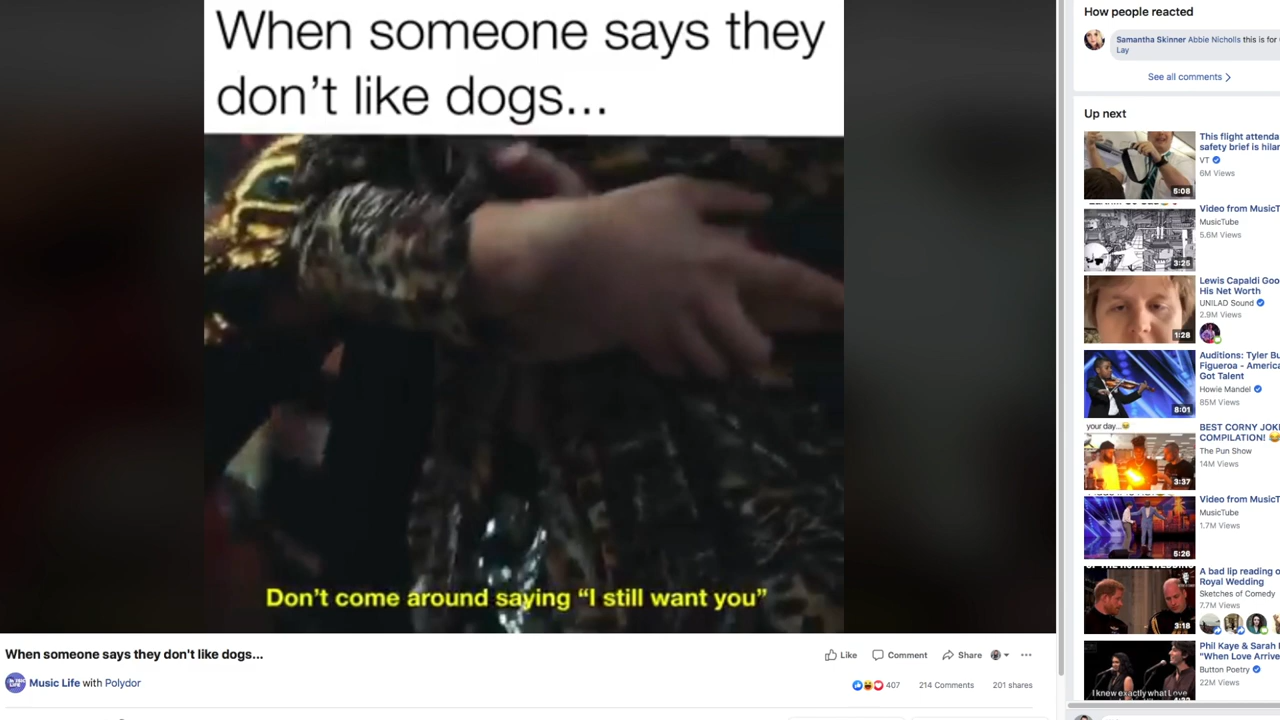 When someone says they
don't like dogs...
Don't come around saying "I still want you"
When someone says they don't like dogs...
Like
Comment
Share
Music Life with Polydor
407
214 Comments
201 shares
How people reacted
Samantha Skinner Abbie Nicholls this is for
Lay
See all comments
Up next
This flight attenda
safety brief is hilar
VT
6M Views
5:08
Video from MusicT
MusicTube
5.6M Views
3:25
Lewis Capaldi Goo
His Net Worth
UNILAD Sound
2.9M Views
1:28
Auditions: Tyler Bu
Figueroa - America
Got Talent
Howie Mandel
85M Views
8:01
your day...
BEST CORNY JOKE
COMPILATION!
The Pun Show
14M Views
3:37
Video from MusicT
MusicTube
1.7M Views
5:26
A bad lip reading o
Royal Wedding
Sketches of Comedy
7.7M Views
3:18
Phil Kaye & Sarah
"When Love Arrive
Button Poetry
22M Views
I knew exactly what Love